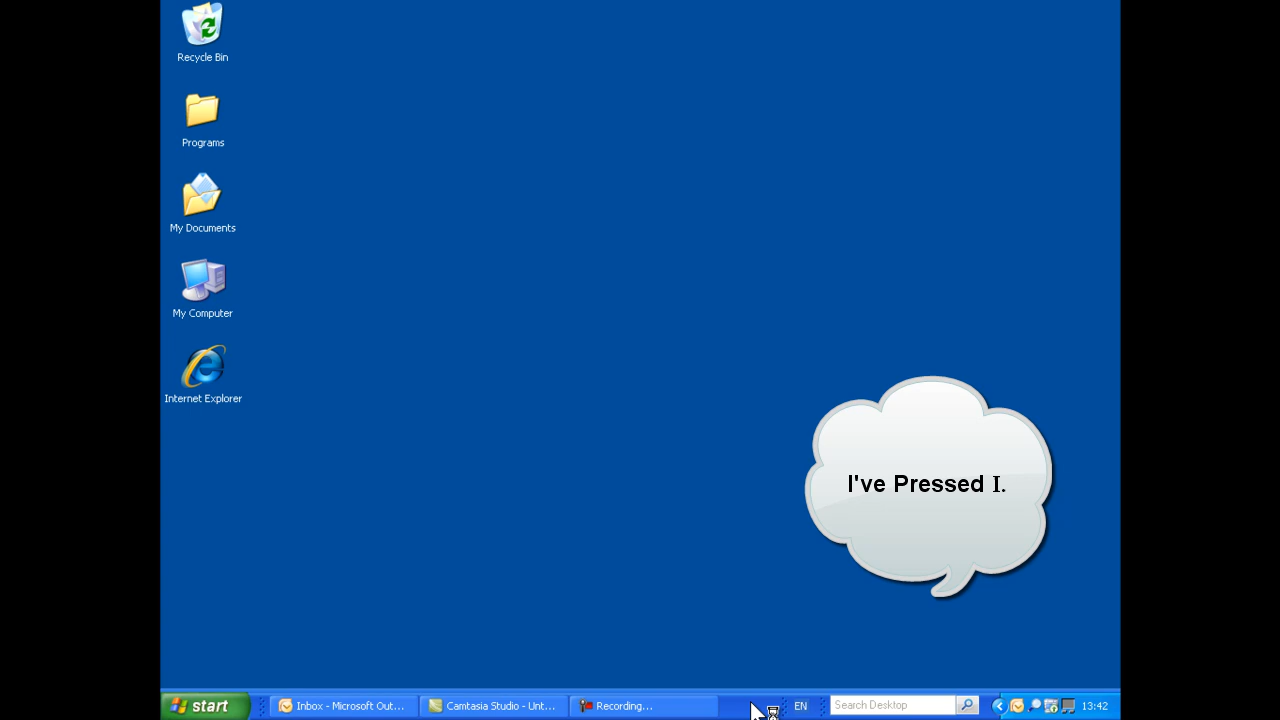 Recycle Bin
Programs
My Documents
My Computer
Internet Explorer
I've Pressed I.
start
Inbox - Microsoft Out...
Camtasia Studio - Unt...
Recording...
EN
Search Desktop
13:42